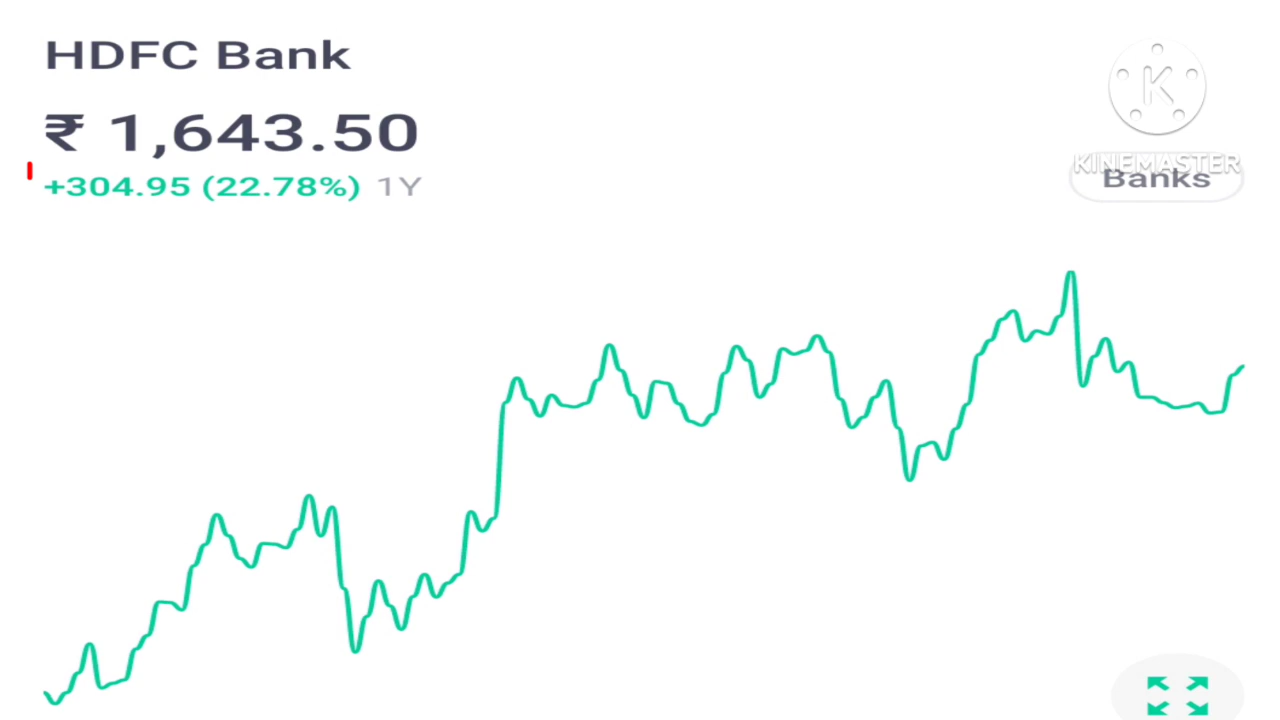 HDFC Bank
₹ 1,643.50
+304.95 (22.78%) 1Y
K
KINEMASTER
Banks